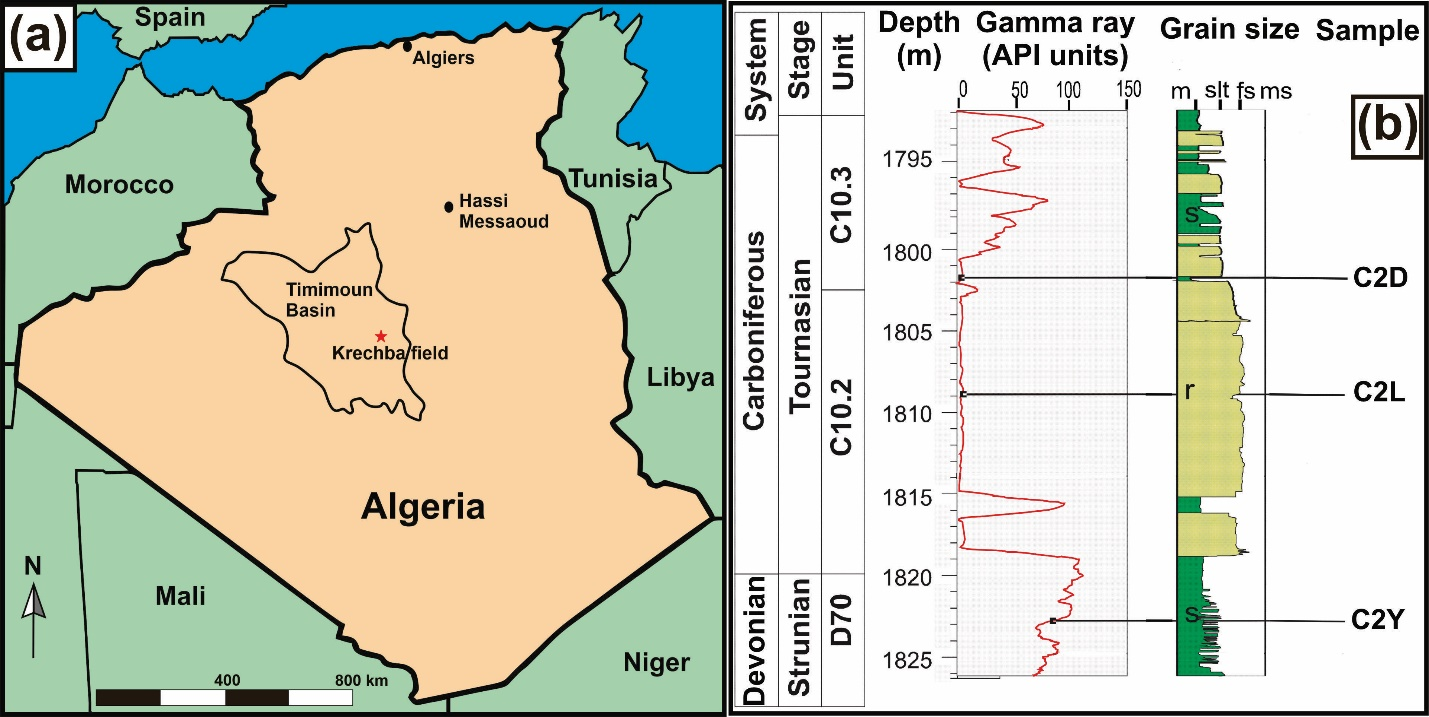 (a)
Spain
Algiers
Morocco
Tunisia
Hassi
Messaoud
Timimoun
Basin
Krechba field
Libya
Algeria
N
Mali
Niger
400
800 km
(b)
System
Stage
Unit
Depth
(m)
Gamma ray
(API units)
Grain size
Sample
0
50
100
150
m
slt
fs
ms
Carboniferous
Devonian
Tournasian
Strunian
C10.3
C10.2
D70
1795
1800
1805
1810
1815
1820
1825
s
r
s
C2D
C2L
C2Y